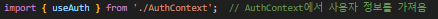 import { useAuth } from './AuthContext';  // AuthContext에서 사용자 정보를 가져옴